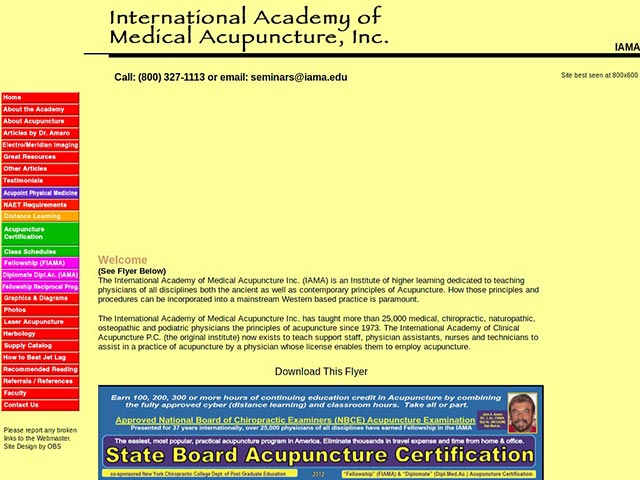 International Academy of
Medical Acupuncture, Inc.
IAMA
Call: (800) 327-1113 or email: seminars@iama.edu
Site best seen at 800x600
Home
About the Academy
About Acupuncture
Articles by Dr. Amaro
Electro/Meridian Imaging
Great Resources
Other Articles
Testimonials
Acupoint Physical Medicine
NAET Requirements
Distance Learning
Acupuncture
Certification
Class Schedules
Fellowship (FIAMA)
Diplomate Dipl.Ac. (IAMA)
Fellowship Reciprocal Prog.
Graphics & Diagrams
Photos
Laser Acupuncture
Herbology
Supply Catalog
How to Beat Jet Lag
Recommended Reading
Referrals / References
Faculty
Contact Us
Please report any broken
links to the Webmaster.
Site Design by OBS
Welcome
(See Flyer Below)
The International Academy of Medical Acupuncture Inc. (IAMA) is an Institute of higher learning dedicated to teaching
physicians of all disciplines both the ancient as well as contemporary principles of Acupuncture. How those principles and
procedures can be incorporated into a mainstream Western based practice is paramount.
The International Academy of Medical Acupuncture Inc. has taught more than 25,000 medical, chiropractic, naturopathic,
osteopathic and podiatric physicians the principles of acupuncture since 1973. The International Academy of Clinical
Acupuncture P.C. (the original institute) now exists to teach support staff, physician assistants, nurses and technicians to
assist in a practice of acupuncture by a physician whose license enables them to employ acupuncture.
Download This Flyer
Earn 100, 200, 300 or more hours of continuing education credit in Acupuncture by combining
the fully approved cyber (distance learning) and classroom hours. Take all or part.
Approved National Board of Chiropractic Examiners (NBCE) Acupuncture Examination
Presented for 37 years internationally, over 25,000 physicians of all disciplines have earned Fellowship in the IAMA
The easiest, most popular, practical acupuncture program in America. Eliminate thousands in travel expense and time from home & office.
State Board Acupuncture Certification
co-sponsored New York Chiropractic College Dept. of Post Graduate Education
2012
"Fellowship" (FIAMA) & "Diplomate" (Dipl.Med.Ac.) Acupuncture Certification